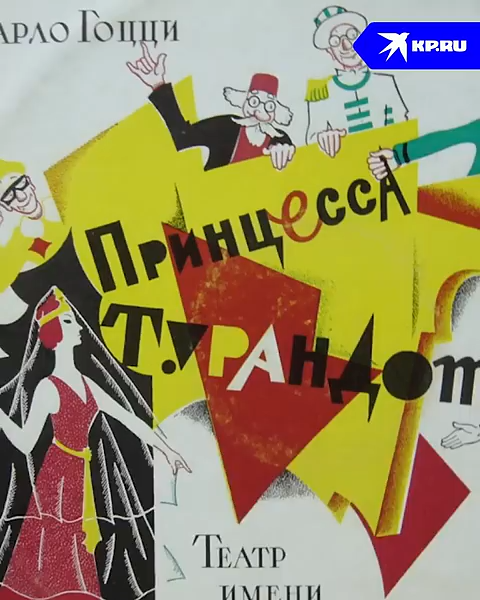 АРЛО ГОЦЦИ
KP.RU
ПРИНЦЕССА
ТУРАНДОТ
ТЕАТР
ИМЕНИ